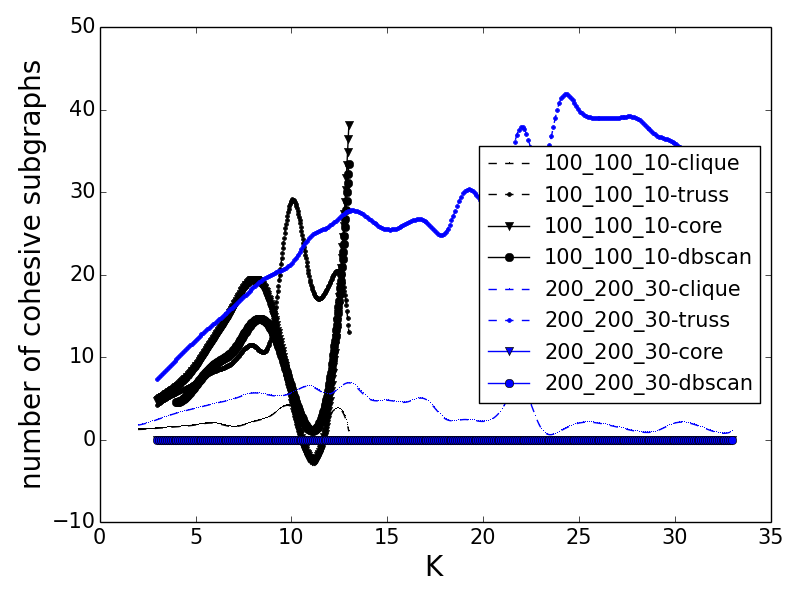 50
40
30
20
10
0
−10
0 5 10 15 20 25 30 35
number of cohesive subgraphs
K
100_100_10-clique
100_100_10-truss
100_100_10-core
100_100_10-dbscan
200_200_30-clique
200_200_30-truss
200_200_30-core
200_200_30-dbscan